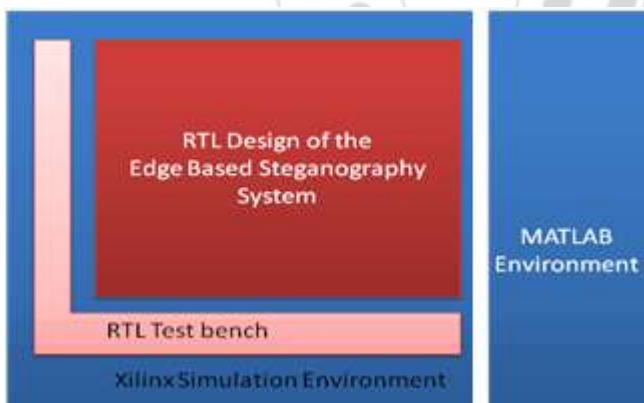 RTL Design of the
Edge Based Steganography
System
RTL Test bench
Xilinx Simulation Environment
MATLAB
Environment